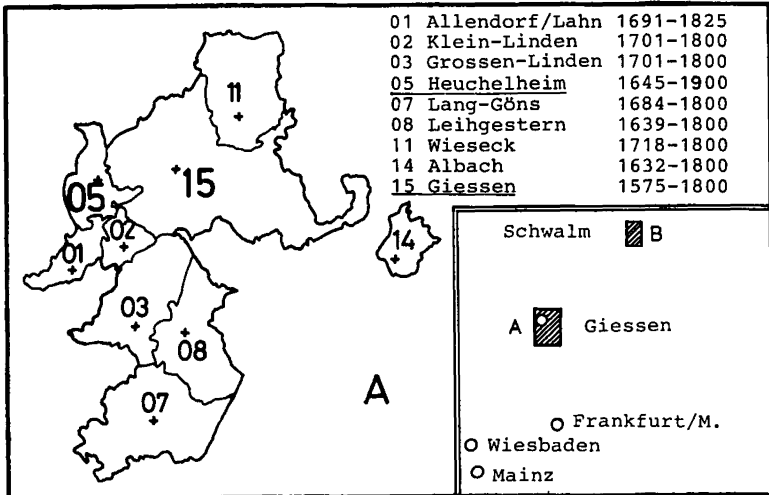 01 Allendorf/Lahn 1691-1825
02 Klein-Linden 1701-1800
03 Grossen-Linden 1701-1800
05 Heuchelheim 1645-1900
07 Lang-Göns 1684-1800
08 Leihgestern 1639-1800
11 Wieseck 1718-1800
14 Albach 1632-1800
15 Giessen 1575-1800
11
15
05
02
01
14
03
08
07
A
Schwalm B
A Giessen
Frankfurt/M.
Wiesbaden
Mainz